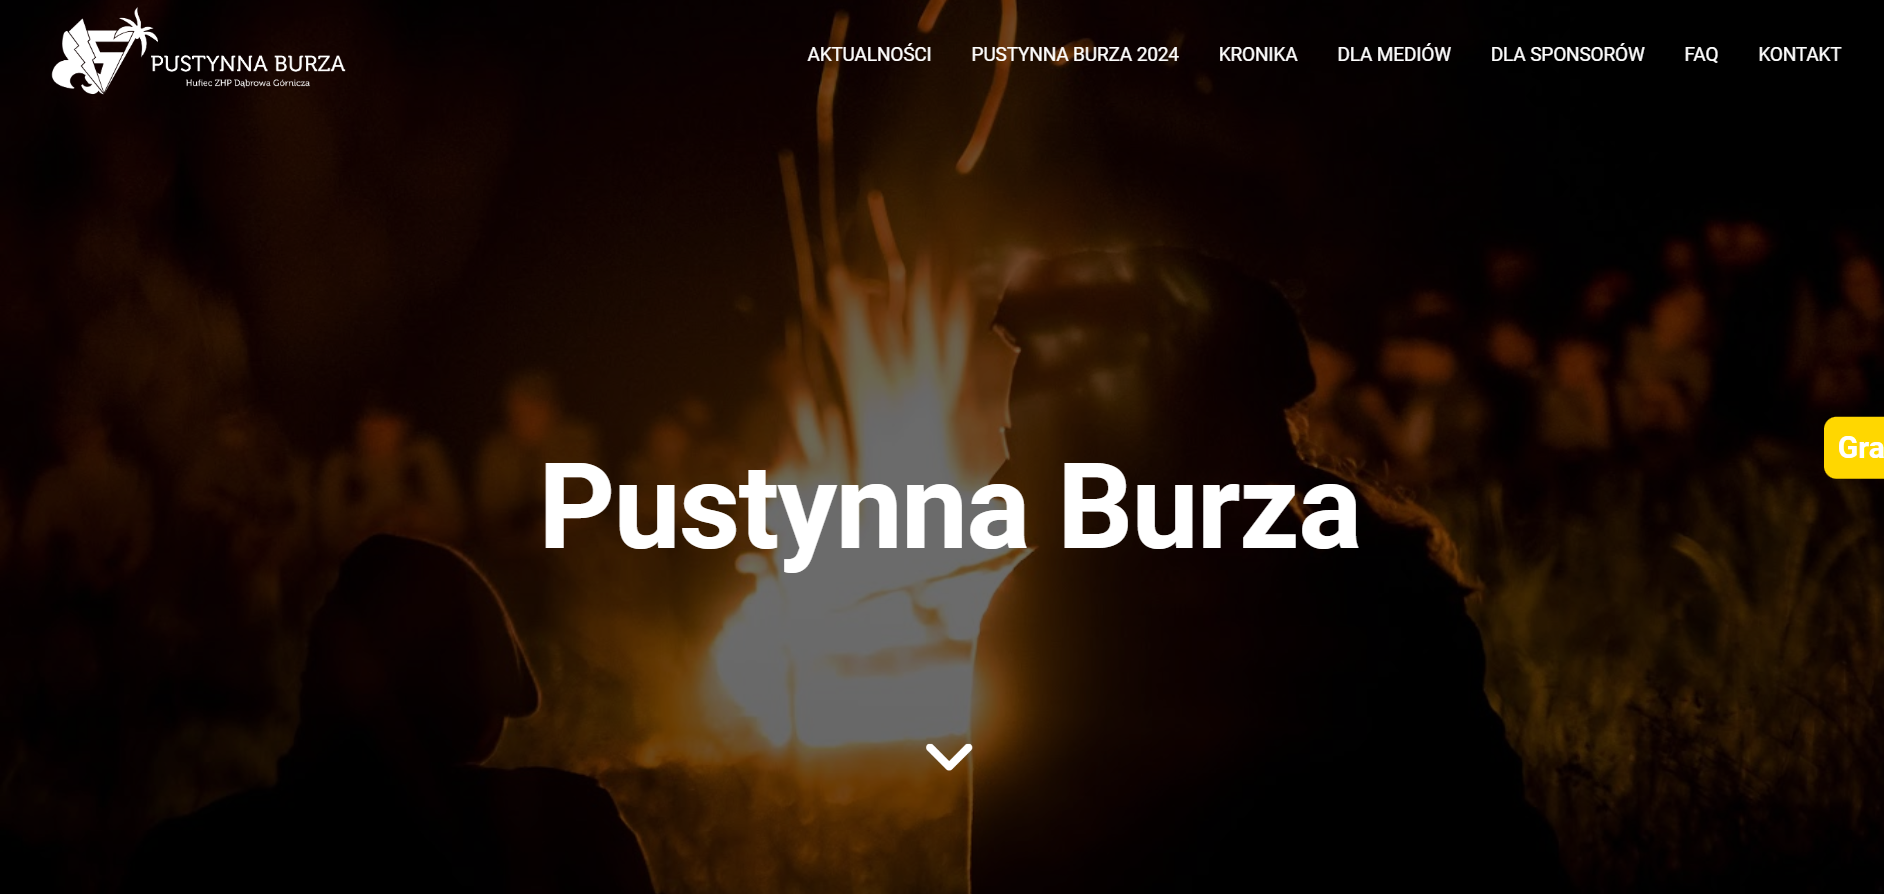 PUSTYNNA BURZA
Hufiec ZHP Dąbrowa Górnicza
AKTUALNOŚCI
PUSTYNNA BURZA 2024
KRONIKA
DLA MEDIÓW
DLA SPONSORÓW
FAQ
KONTAKT
Gra
Pustynna Burza